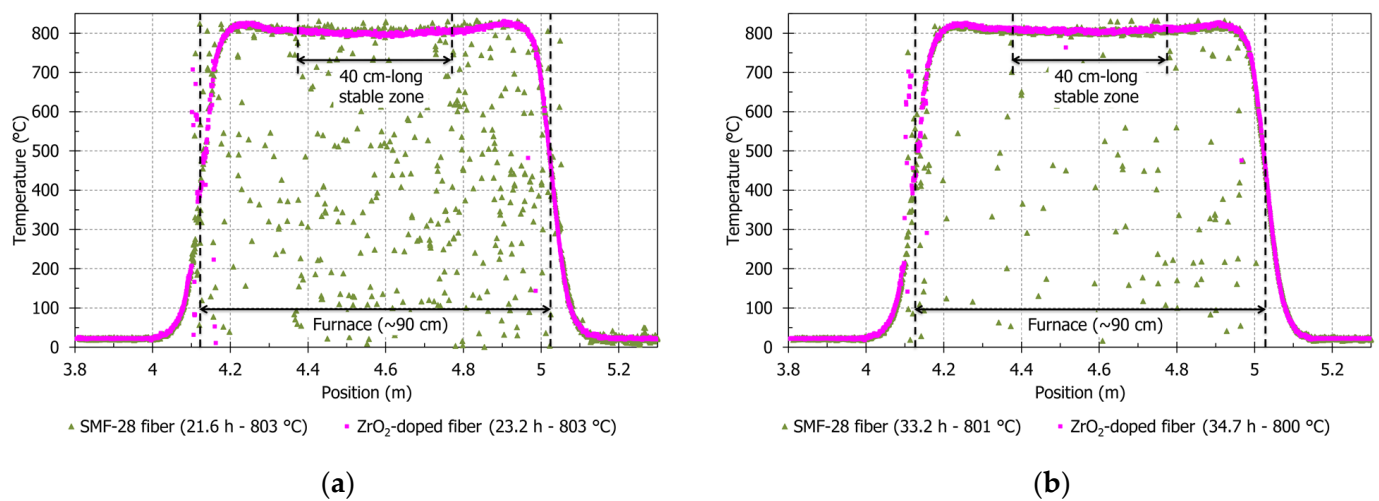 800
700
600
500
400
300
200
100
0
Temperature (°C)
40 cm-long
stable zone
Furnace (~90 cm)
3.8 4 4.2 4.4 4.6 4.8 5 5.2
Position (m)
SMF-28 fiber (21.6 h - 803 °C) ZrO₂-doped fiber (23.2 h - 803 °C)
(a)
800
700
600
500
400
300
200
100
0
Temperature (°C)
40 cm-long
stable zone
Furnace (~90 cm)
3.8 4 4.2 4.4 4.6 4.8 5 5.2
Position (m)
SMF-28 fiber (33.2 h - 801 °C) ZrO₂-doped fiber (34.7 h - 800 °C)
(b)